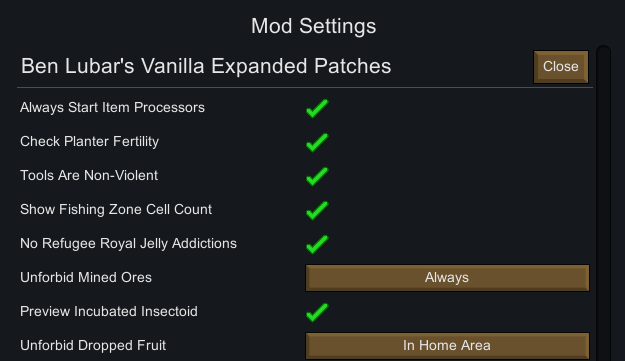 Mod Settings
Ben Lubar's Vanilla Expanded Patches
Close
Always Start Item Processors
Check Planter Fertility
Tools Are Non-Violent
Show Fishing Zone Cell Count
No Refugee Royal Jelly Addictions
Unforbid Mined Ores Always
Preview Incubated Insectoid
Unforbid Dropped Fruit In Home Area